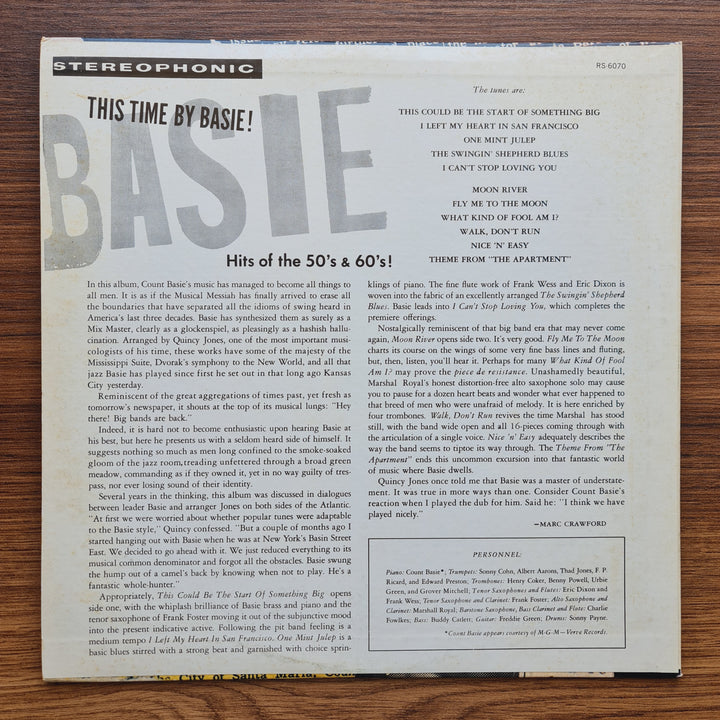 STEREOPHONIC
RS-6070
THIS TIME BY BASIE!
BASIE
Hits of the 50's & 60's!
The tunes are:
THIS COULD BE THE START OF SOMETHING BIG
I LEFT MY HEART IN SAN FRANCISCO
ONE MINT JULEP
THE SWINGIN' SHEPHERD BLUES
I CAN'T STOP LOVING YOU
MOON RIVER
FLY ME TO THE MOON
WHAT KIND OF FOOL AM I?
WALK, DON'T RUN
NICE 'N' EASY
THEME FROM "THE APARTMENT"
In this album, Count Basie's music has managed to become all things to
all men. It is as if the Musical Messiah has finally arrived to erase all
the boundaries that have separated all the idioms of swing heard in
America's last three decades. Basie has synthesized them as surely as a
Mix Master, clearly as a glockenspiel, as pleasingly as a hashish hallu-
cination. Arranged by Quincy Jones, one of the most important musi-
cologists of his time, these works have some of the majesty of the
Mississippi Suite, Dvorak's symphony to the New World, and all that
jazz Basie has played since first he set out in that long ago Kansas
City yesterday.
Reminiscent of the great aggregations of times past, yet fresh as
tomorrow's newspaper, it shouts at the top of its musical lungs: "Hey
there! Big bands are back."
Indeed, it is hard not to become enthusiastic upon hearing Basie at
his best, but here he presents us with a seldom heard side of himself. It
suggests nothing so much as men long confined to the smoke-soaked
gloom of the jazz room, treading unfettered through a broad green
meadow, commanding as if they owned it, yet in no way guilty of tres-
pass, nor ever losing sound of their identity.
Several years in the thinking, this album was discussed in dialogues
between leader Basie and arranger Jones on both sides of the Atlantic.
"At first we were worried about whether popular tunes were adaptable
to the Basie style," Quincy confessed. "But a couple of months ago I
started hanging out with Basie when he was at New York's Basin Street
East. We decided to go ahead with it. We just reduced everything to its
musical common denominator and forgot all the obstacles. Basie swung
the hump out of a camel's back by knowing when not to play. He's a
fantastic whole-hunter."
Appropriately, This Could Be The Start Of Something Big opens
side one, with the whiplash brilliance of Basie brass and piano and the
tenor saxophone of Frank Foster moving it out of the subjunctive mood
into the present indicative active. Following the pit band feeling is a
medium tempo I Left My Heart In San Francisco. One Mint Julep is a
basic blues stirred with a strong beat and garnished with choice sprin-
klings of piano. The fine flute work of Frank Wess and Eric Dixon is
woven into the fabric of an excellently arranged The Swingin' Shepherd
Blues. Basie leads into I Can't Stop Loving You, which completes the
premiere offerings.
Nostalgically reminiscent of that big band era that may never come
again, Moon River opens side two. It's very good. Fly Me To The Moon
charts its course on the wings of some very fine bass lines and fluting,
but, then, listen, you'll hear it. Perhaps for many What Kind Of Fool
Am I? may prove the piece de resistance. Unashamedly beautiful,
Marshal Royal's honest distortion-free alto saxophone solo may cause
you to pause for a dozen heart beats and wonder what ever happened to
that breed of men who were unafraid of melody. It is here enriched by
four trombones. Walk, Don't Run revives the time Marshal has stood
still, with the band wide open and all 16-pieces coming through with
the articulation of a single voice. Nice 'n' Easy adequately describes the
way the band seems to tiptoe its way through. The Theme From "The
Apartment" ends this uncommon excursion into that fantastic world
of music where Basie dwells.
Quincy Jones once told me that Basie was a master of understate-
ment. It was true in more ways than one. Consider Count Basie's
reaction when I played the dub for him. Said he: "I think we have
played nicely."
—MARC CRAWFORD
PERSONNEL:
Piano: Count Basie*; Trumpets: Sonny Cohn, Albert Aarons, Thad Jones, F. P.
Ricard, and Edward Preston; Trombones: Henry Coker, Benny Powell, Urbie
Green, and Grover Mitchell; Tenor Saxophones and Flutes: Eric Dixon and
Frank Wess; Tenor Saxophone and Clarinet: Frank Foster; Alto Saxophone and
Clarinet: Marshall Royal; Baritone Saxophone, Bass Clarinet and Flute: Charlie
Fowlkes; Bass: Buddy Catlett; Guitar: Freddie Green; Drums: Sonny Payne.
*Count Basie appears courtesy of M-G-M—Verve Records.
the City of Santa Maria, Coun